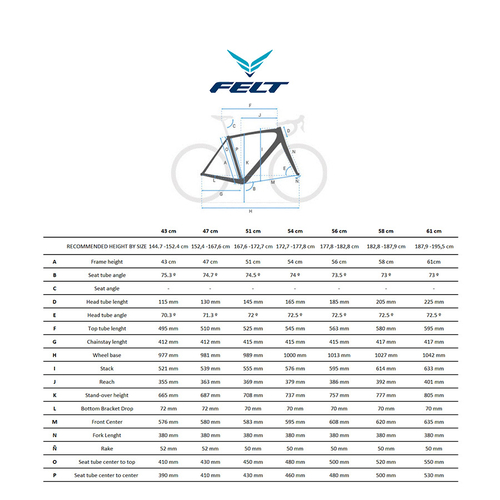 FELT
F
J
C
D
O
P
K
I
E
N
L
B
M
G
H
43 cm 47 cm 51 cm 54 cm 56 cm 58 cm 61 cm
RECOMMENDED HEIGHT BY SIZE 144.7 -152.4 cm 152,4 -167,6 cm 167,6 -172,7 cm 172,7 -177,8 cm 177,8 -182,8 cm 182,8 -187,9 cm 187,9 -195,5 cm
A Frame height 43 cm 47 cm 51 cm 54 cm 56 cm 58 cm 61cm
B Seat tube angle 75.3 º 74.7 º 74.5 º 74 º 73.5 º 73 º 73 º
C Seat angle - - - - - - -
D Head tube lenght 115 mm 130 mm 145 mm 165 mm 185 mm 205 mm 225 mm
E Head tube angle 70.3 º 71.3 º 72 º 72.5 º 72.5 º 72.5 º 72.5 º
F Top tube lenght 495 mm 510 mm 525 mm 545 mm 563 mm 580 mm 595 mm
G Chainstay lenght 412 mm 412 mm 415 mm 415 mm 415 mm 415 mm 415 mm
H Wheel base 977 mm 981 mm 989 mm 1000 mm 1013 mm 1027 mm 1042 mm
I Stack 521 mm 539 mm 555 mm 576 mm 595 mm 614 mm 633 mm
J Reach 355 mm 363 mm 369 mm 379 mm 386 mm 392 mm 401 mm
K Stand-over height 665 mm 687 mm 708 mm 737 mm 757 mm 777 mm 805 mm
L Bottom Bracket Drop 72 mm 72 mm 70 mm 70 mm 70 mm 67 mm 67 mm
M Front Center 576 mm 580 mm 583 mm 595 mm 608 mm 620 mm 635 mm
N Fork Lenght 380 mm 380 mm 380 mm 380 mm 380 mm 380 mm 380 mm
Ñ Rake 52 mm 50 mm 50 mm 50 mm 50 mm 50 mm 50 mm
O Seat tube center to top 410 mm 430 mm 450 mm 480 mm 500 mm 520 mm 550 mm
P Seat tube center to center 390 mm 410 mm 430 mm 460 mm 480 mm 500 mm 530 mm